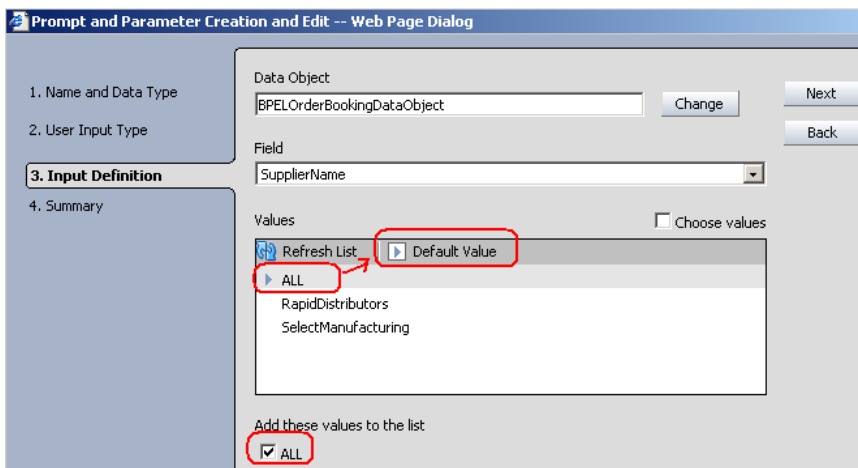 Prompt and Parameter Creation and Edit -- Web Page Dialog
1. Name and Data Type
2. User Input Type
3. Input Definition
4. Summary
Data Object
BPELOrderBookingDataObject
Change
Next
Back
Field
SupplierName
Values
Choose values
Refresh List
Default Value
ALL
RapidDistributors
SelectManufacturing
Add these values to the list
ALL